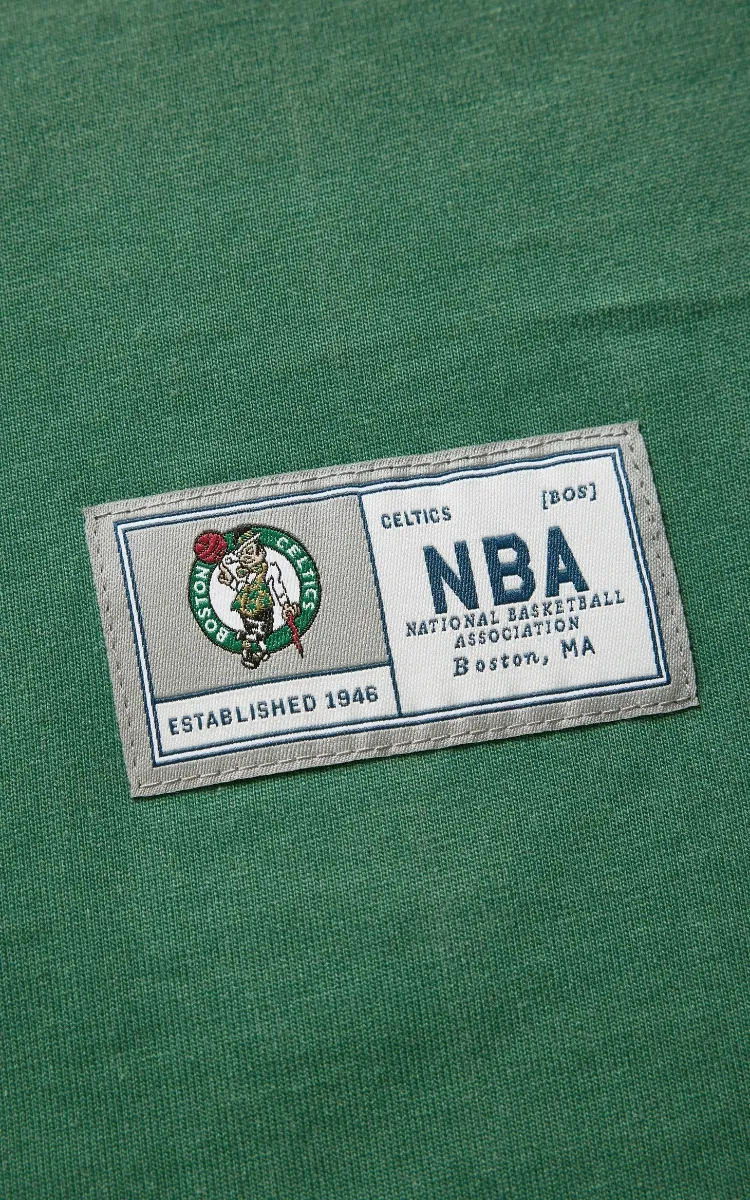 BOSTON CELTICS
ESTABLISHED 1946
CELTICS [BOS]
NBA
NATIONAL BASKETBALL
ASSOCIATION
Boston, MA